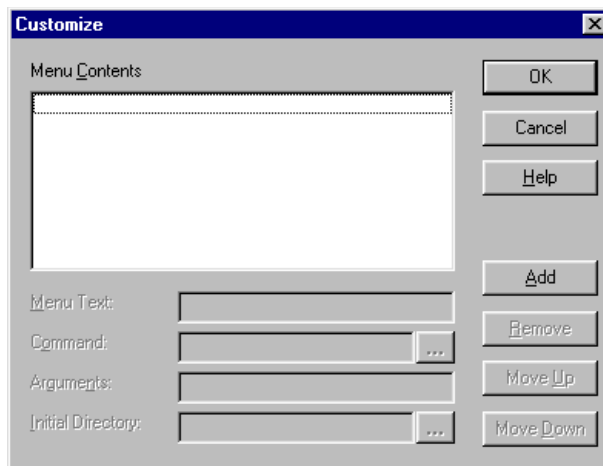 Customize
Menu Contents
OK
Cancel
Help
Add
Menu Text:
Remove
Command:
...
Arguments:
Move Up
Initial Directory:
...
Move Down